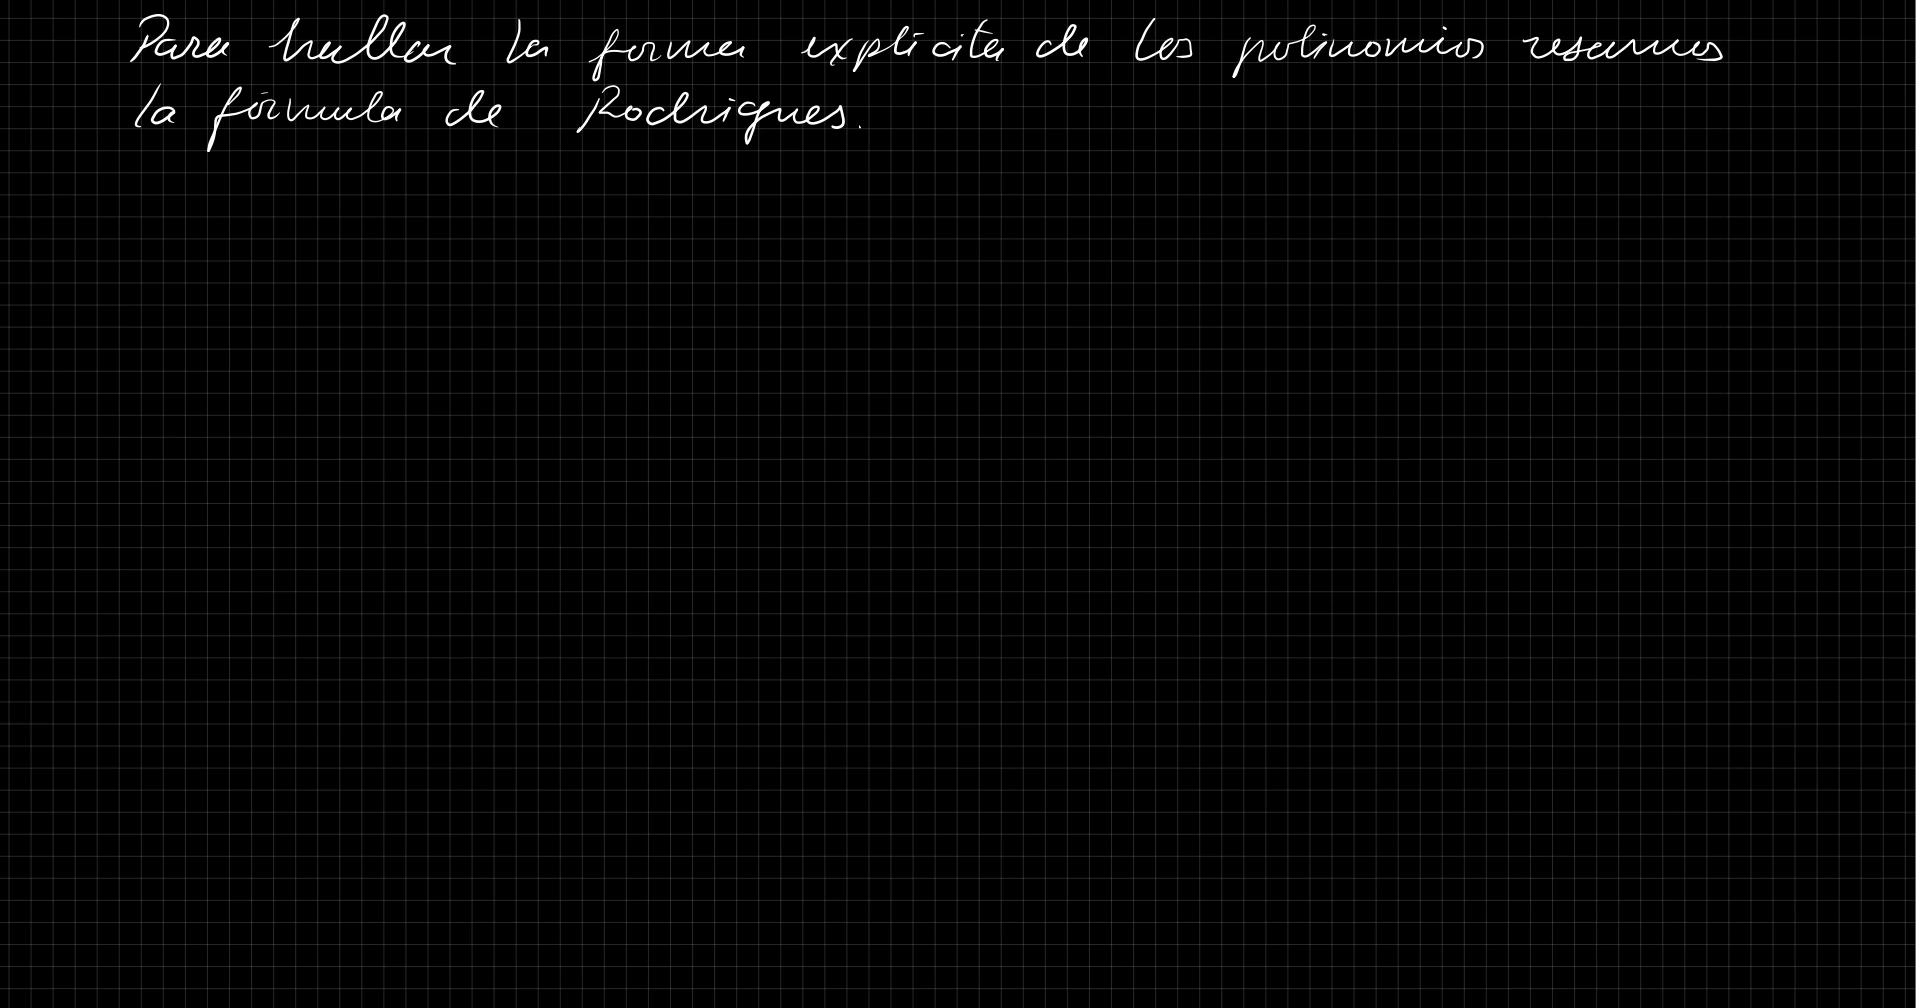 Para hallar la forma explícita de los polinomios usamos
la fórmula de Rodrigues.